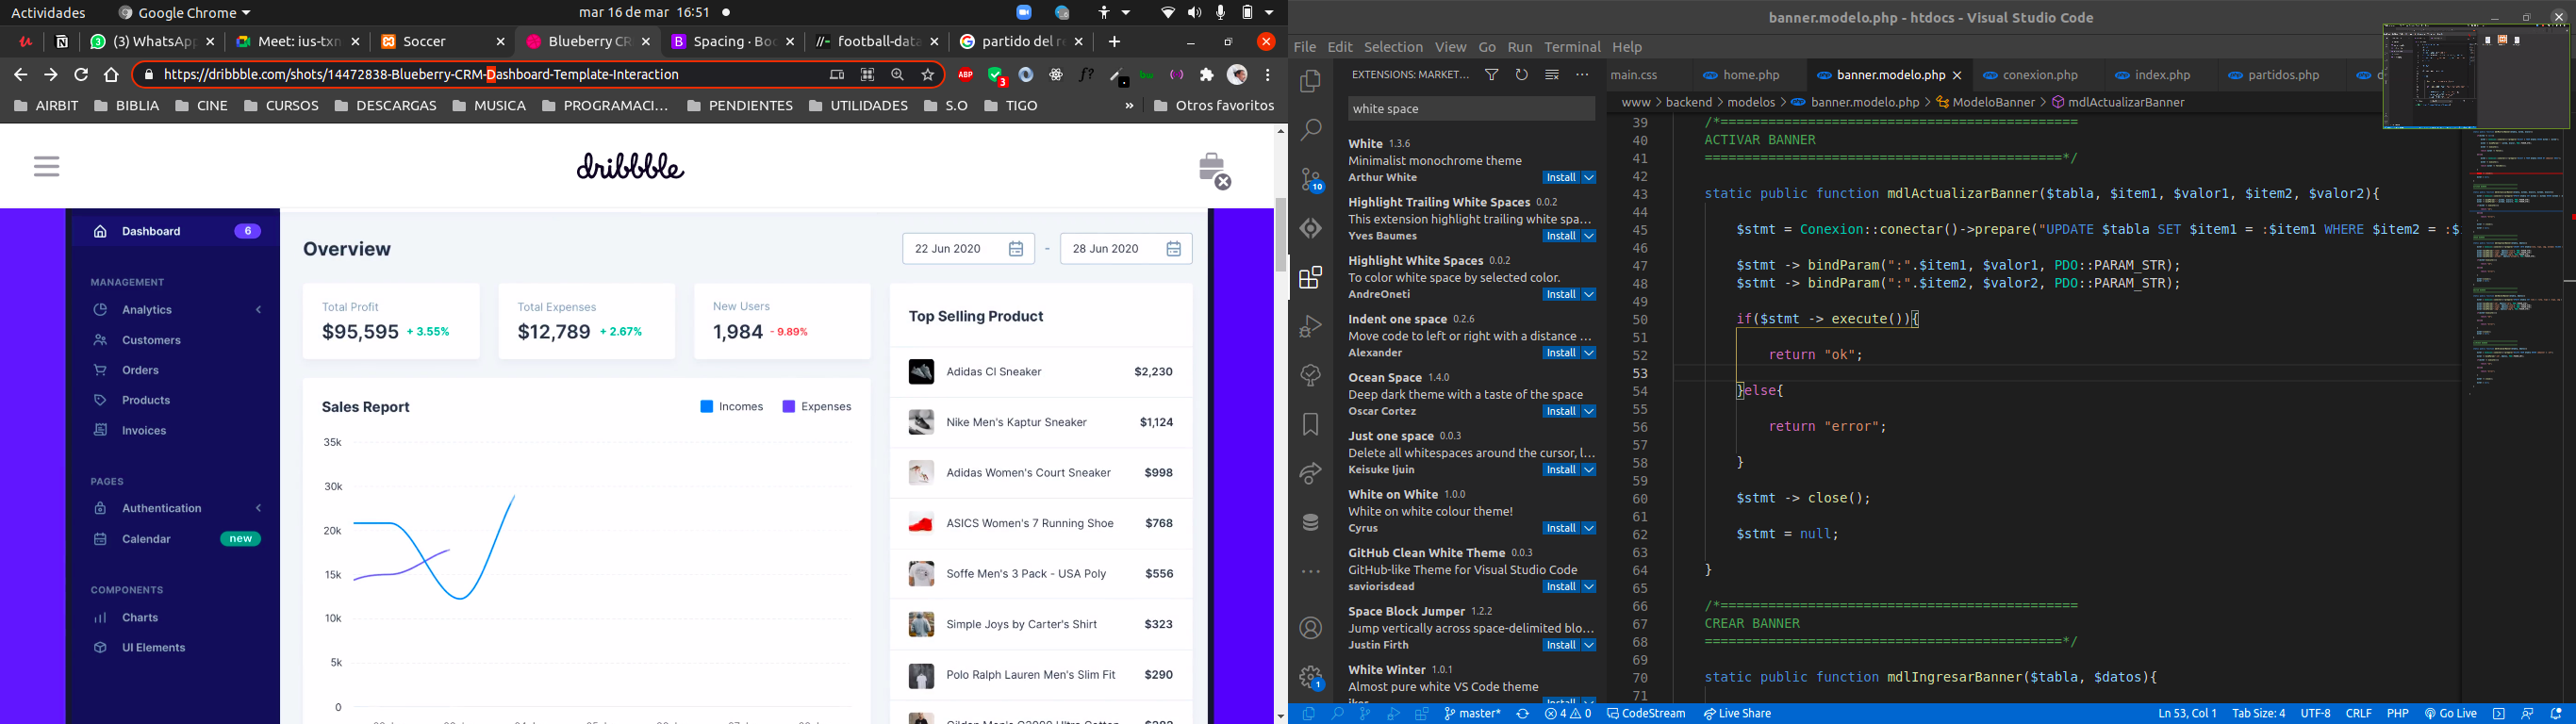 Actividades
Google Chrome
mar 16 de mar 16:51
(3) WhatsAp
Meet: ius-txn
Soccer
Blueberry CR
Spacing · Boo
football-data
partido del re
https://dribbble.com/shots/14472838-Blueberry-CRM-Dashboard-Template-Interaction
AIRBIT
BIBLIA
CINE
CURSOS
DESCARGAS
MUSICA
PROGRAMACI...
PENDIENTES
UTILIDADES
S.O
TIGO
»
Otros favoritos
dribbble
Dashboard 6
MANAGEMENT
Analytics
Customers
Orders
Products
Invoices
PAGES
Authentication
Calendar new
COMPONENTS
Charts
UI Elements
Overview
22 Jun 2020 - 28 Jun 2020
Total Profit
$95,595 + 3.55%
Total Expenses
$12,789 + 2.67%
New Users
1,984 - 9.89%
Sales Report
Incomes Expenses
35k
30k
20k
15k
10k
5k
0
Top Selling Product
Adidas CI Sneaker $2,230
Nike Men's Kaptur Sneaker $1,124
Adidas Women's Court Sneaker $998
ASICS Women's 7 Running Shoe $768
Soffe Men's 3 Pack - USA Poly $556
Simple Joys by Carter's Shirt $323
Polo Ralph Lauren Men's Slim Fit $290
banner.modelo.php - htdocs - Visual Studio Code
File Edit Selection View Go Run Terminal Help
EXTENSIONS: MARKET...
white space
White 1.3.6
Minimalist monochrome theme
Arthur White Install
Highlight Trailing White Spaces 0.0.2
This extension highlight trailing white spa...
Yves Baumes Install
Highlight White Spaces 0.0.2
To color white space by selected color.
AndreOneti Install
Indent one space 0.2.6
Move code to left or right with a distance ...
Alexander Install
Ocean Space 1.4.0
Deep dark theme with a taste of the space
Oscar Cortez Install
Just one space 0.0.3
Delete all whitespaces around the cursor, l...
Keisuke Ijuin Install
White on White 1.0.0
White on white colour theme!
Cyrus Install
GitHub Clean White Theme 0.0.3
GitHub-like Theme for Visual Studio Code
saviorisdead Install
Space Block Jumper 1.2.2
Jump vertically across space-delimited blo...
Justin Firth Install
White Winter 1.0.1
Almost pure white VS Code theme
main.css
home.php
banner.modelo.php
conexion.php
index.php
partidos.php
www > backend > modelos > banner.modelo.php > ModeloBanner > mdlActualizarBanner
39 /*=============================================
40 ACTIVAR BANNER
41 =============================================*/
42
43 static public function mdlActualizarBanner($tabla, $item1, $valor1, $item2, $valor2){
44
45 $stmt = Conexion::conectar()->prepare("UPDATE $tabla SET $item1 = :$item1 WHERE $item2 = :$
46
47 $stmt -> bindParam(":".$item1, $valor1, PDO::PARAM_STR);
48 $stmt -> bindParam(":".$item2, $valor2, PDO::PARAM_STR);
49
50 if($stmt -> execute()){
51
52 return "ok";
53
54 }else{
55
56 return "error";
57
58 }
59
60 $stmt -> close();
61
62 $stmt = null;
63
64 }
65
66 /*=============================================
67 CREAR BANNER
68 =============================================*/
69
70 static public function mdlIngresarBanner($tabla, $datos){
71
master*
4 0
CodeStream
Live Share
Ln 53, Col 1
Tab Size: 4
UTF-8
CRLF
PHP
Go Live